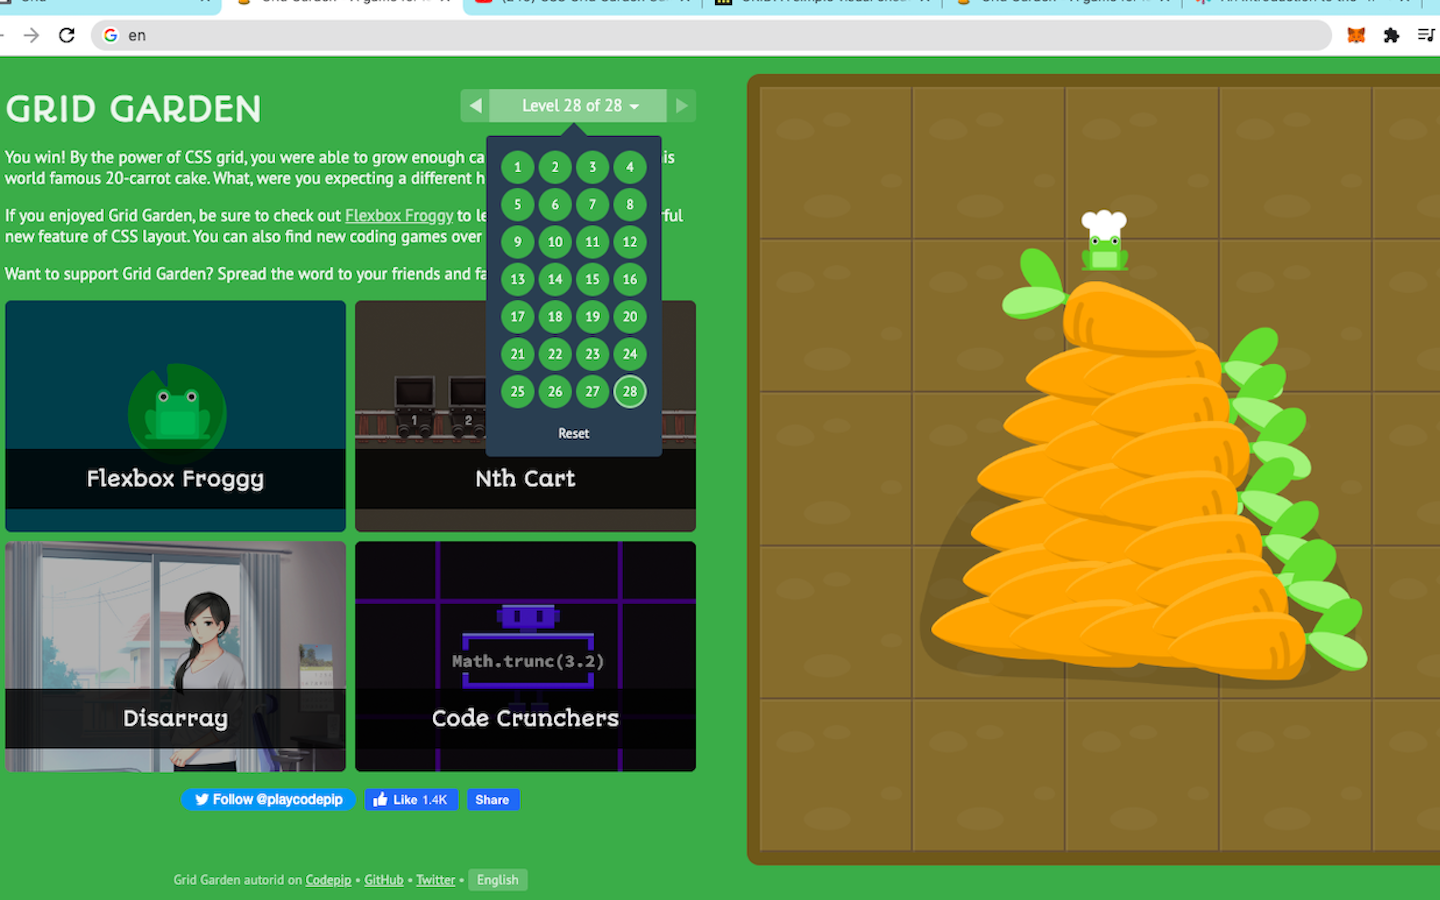 en
GRID GARDEN
Level 28 of 28
You win! By the power of CSS grid, you were able to grow enough ca
is
world famous 20-carrot cake. What, were you expecting a different h
If you enjoyed Grid Garden, be sure to check out Flexbox Froggy to le
rful
new feature of CSS layout. You can also find new coding games over
Want to support Grid Garden? Spread the word to your friends and fa
1 2 3 4
5 6 7 8
9 10 11 12
13 14 15 16
17 18 19 20
21 22 23 24
25 26 27 28
Reset
1 2
Flexbox Froggy
Nth Cart
Math.trunc(3.2)
Disarray
Code Crunchers
Follow @playcodepip
Like 1.4K
Share
Grid Garden autorid on Codepip • GitHub • Twitter • English